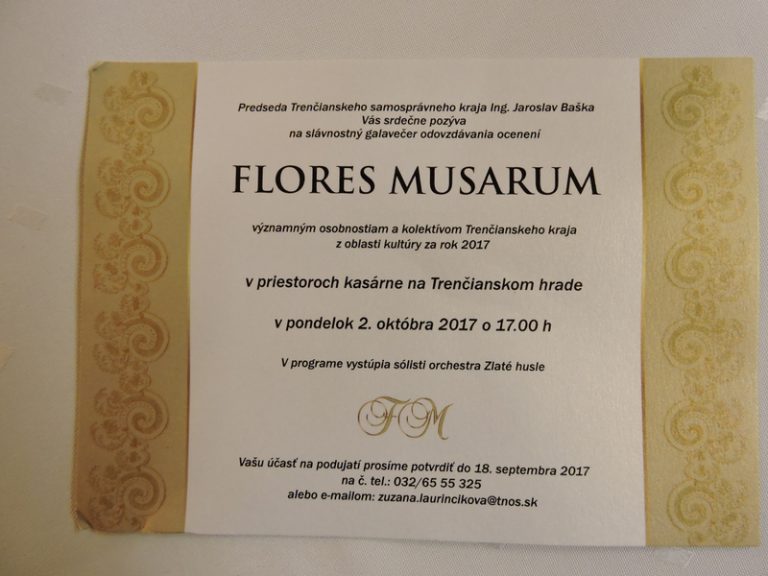 Predseda Trenčianskeho samosprávneho kraja Ing. Jaroslav Baška
Vás srdečne pozýva
na slávnostný galavečer odovzdávania ocenení
FLORES MUSARUM
významným osobnostiam a kolektívom Trenčianskeho kraja
z oblasti kultúry za rok 2017
v priestoroch kasárne na Trenčianskom hrade
v pondelok 2. októbra 2017 o 17.00 h
V programe vystúpia sólisti orchestra Zlaté husle
FM
Vašu účasť na podujatí prosíme potvrdiť do 18. septembra 2017
na č. tel.: 032/65 55 325
alebo e-mailom: zuzana.laurincikova@tnos.sk